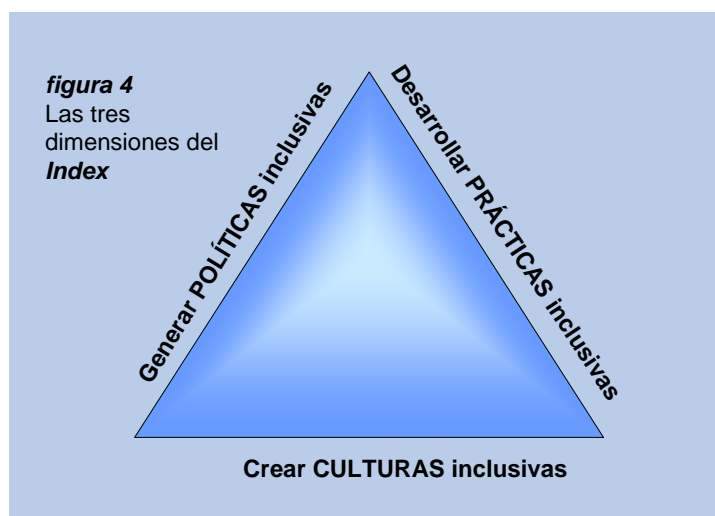 figura 4
Las tres
dimensiones del
Index
Generar POLÍTICAS inclusivas
Desarrollar PRÁCTICAS inclusivas
Crear CULTURAS inclusivas